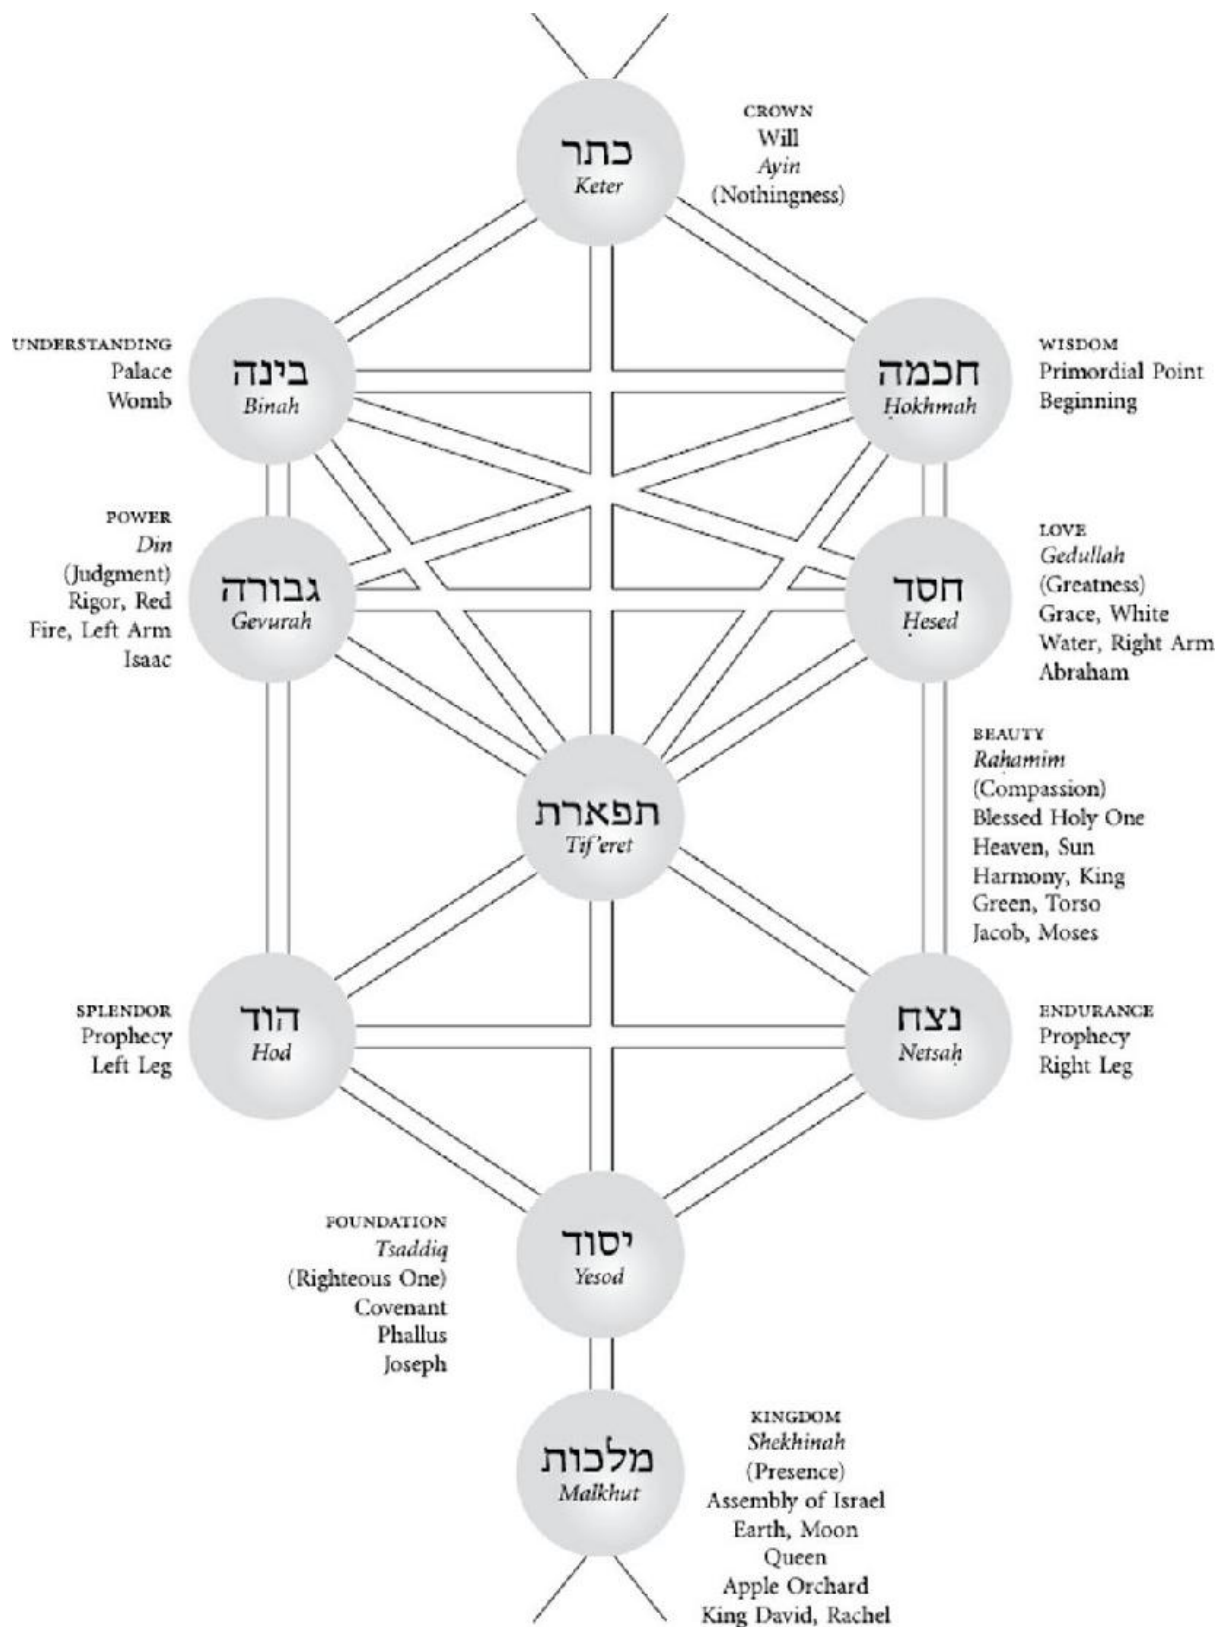 כתר
Keter
CROWN
Will
Ayin
(Nothingness)
UNDERSTANDING
Palace
Womb
בינה
Binah
חכמה
Ḥokhmah
WISDOM
Primordial Point
Beginning
POWER
Din
(Judgment)
Rigor, Red
Fire, Left Arm
Isaac
גבורה
Gevurah
חסד
Ḥesed
LOVE
Gedullah
(Greatness)
Grace, White
Water, Right Arm
Abraham
תפארת
Tif’eret
BEAUTY
Raḥamim
(Compassion)
Blessed Holy One
Heaven, Sun
Harmony, King
Green, Torso
Jacob, Moses
SPLENDOR
Prophecy
Left Leg
הוד
Hod
נצח
Netsaḥ
ENDURANCE
Prophecy
Right Leg
FOUNDATION
Tsaddiq
(Righteous One)
Covenant
Phallus
Joseph
יסוד
Yesod
מלכות
Malkhut
KINGDOM
Shekhinah
(Presence)
Assembly of Israel
Earth, Moon
Queen
Apple Orchard
King David, Rachel